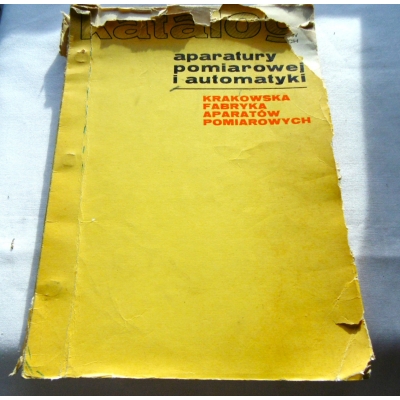 katalog
aparatury
pomiarowej
i automatyki
KRAKOWSKA
FABRYKA
APARATÓW
POMIAROWYCH